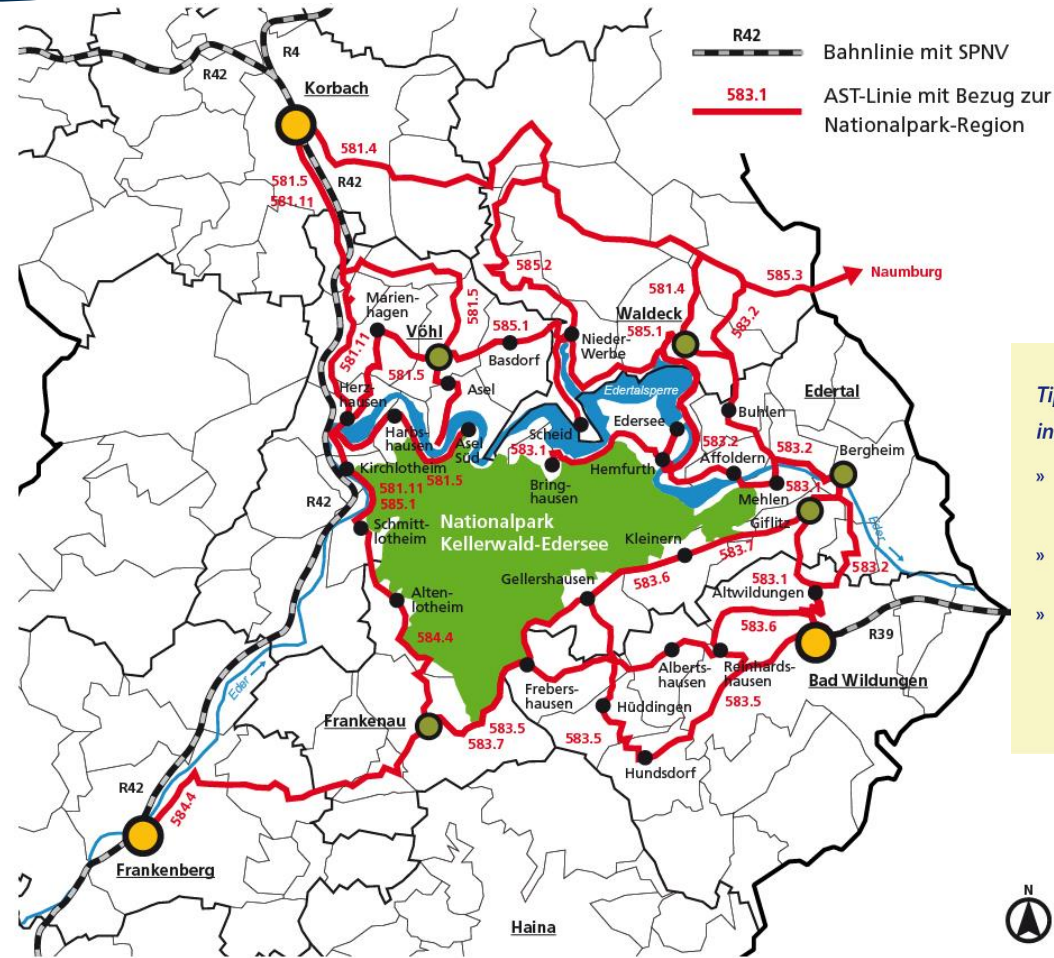 R42
Bahnlinie mit SPNV
583.1
AST-Linie mit Bezug zur
Nationalpark-Region
R42
R4
R42
Korbach
581.4
R42
581.5
581.11
585.2
585.3
Naumburg
581.4
583.2
Marien-
hagen
581.5
Vöhl
585.1
Basdorf
Nieder-
Werbe
Waldeck
585.1
581.11
581.5
Asel
Herz-
hausen
Harbs-
hausen
Asel
Süd
Scheid
Edertalsperre
Edersee
Buhlen
Edertal
583.2
583.2
Bergheim
Affoldern
583.1
Hemfurth
Bring-
hausen
Mehlen
583.1
Giflitz
Eder
Kirchlotheim
581.5
581.11
585.1
R42
Schmitt-
lotheim
Nationalpark
Kellerwald-Edersee
Kleinern
583.7
583.6
Gellershausen
583.1
Altwildungen
583.2
Alten-
lotheim
584.4
583.6
R39
Eder
Alberts-
hausen
Reinhards-
hausen
Bad Wildungen
Frebers-
hausen
Hüddingen
583.5
Frankenau
583.5
583.7
583.5
Hundsdorf
R42
584.4
Frankenberg
Haina
N
»
»
»